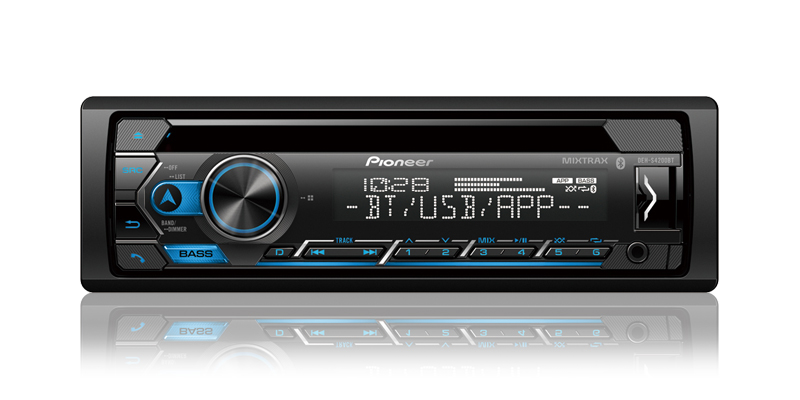 Pioneer
MIXTRAX
DEH-S4200BT
SRC
OFF
LIST
10:28
APP BASS
-BT/USB/APP--
BAND/
DIMMER
BASS
TRACK
MIX
D
1 2 3 4 5 6